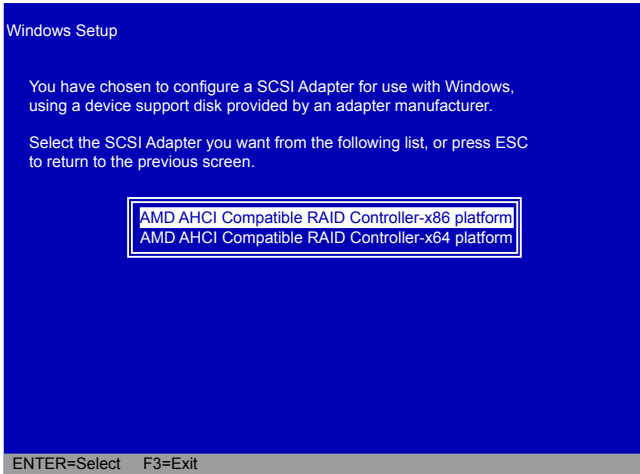 Windows Setup
You have chosen to configure a SCSI Adapter for use with Windows,
using a device support disk provided by an adapter manufacturer.
Select the SCSI Adapter you want from the following list, or press ESC
to return to the previous screen.
AMD AHCI Compatible RAID Controller-x86 platform
AMD AHCI Compatible RAID Controller-x64 platform
ENTER=Select F3=Exit